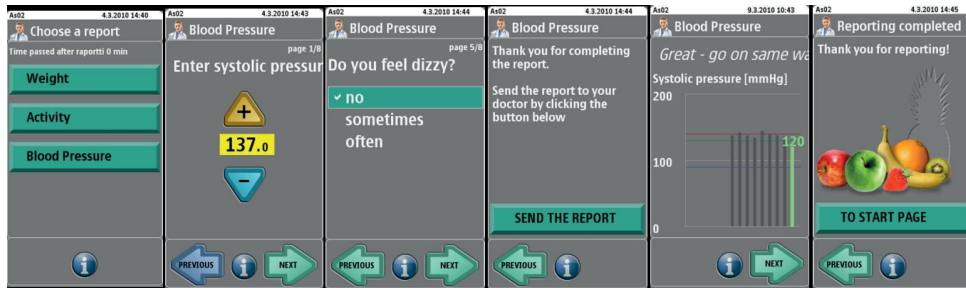 As02 4.3.2010 14:40
Choose a report
Time passed after raportti 0 min
Weight
Activity
Blood Pressure
As02 4.3.2010 14:43
Blood Pressure
page 1/8
Enter systolic pressur
+
137.0
−
PREVIOUS
NEXT
As02 4.3.2010 14:44
Blood Pressure
page 5/8
Do you feel dizzy?
no
sometimes
often
PREVIOUS
NEXT
As02 4.3.2010 14:44
Blood Pressure
Thank you for completing
the report.
Send the report to your
doctor by clicking the
button below
SEND THE REPORT
PREVIOUS
As02 9.3.2010 10:43
Blood Pressure
Great - go on same wa
Systolic pressure [mmHg]
200
120
100
0
NEXT
As02 4.3.2010 14:45
Reporting completed
Thank you for reporting!
TO START PAGE
PREVIOUS